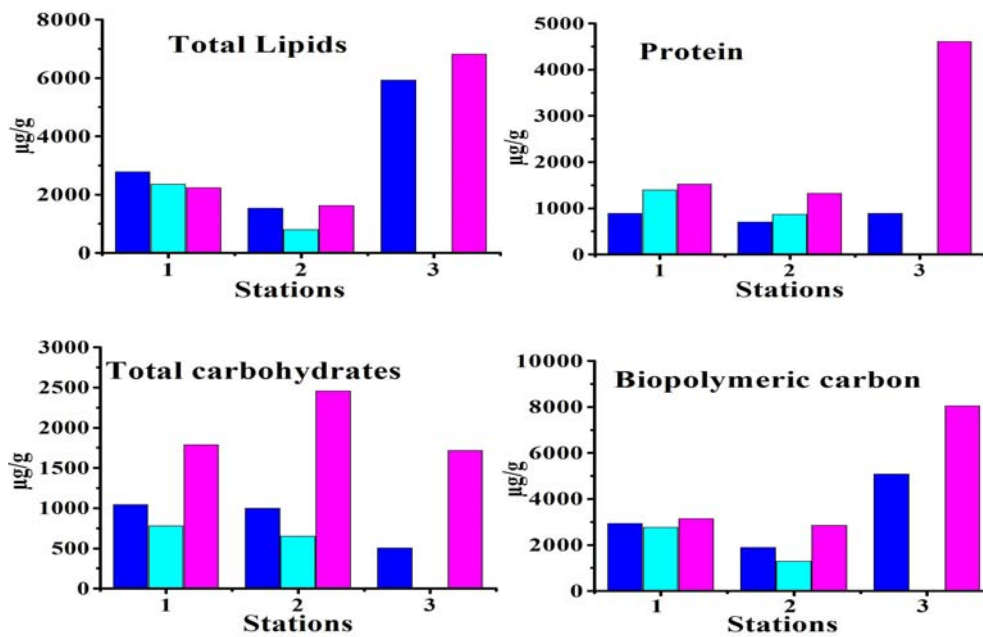 Total Lipids
8000
6000
4000
2000
0
µg/g
1 2 3
Stations
Protein
5000
4000
3000
2000
1000
0
µg/g
1 2 3
Stations
Total carbohydrates
3000
2500
2000
1500
1000
500
0
µg/g
1 2 3
Stations
Biopolymeric carbon
10000
8000
6000
4000
2000
0
µg/g
1 2 3
Stations